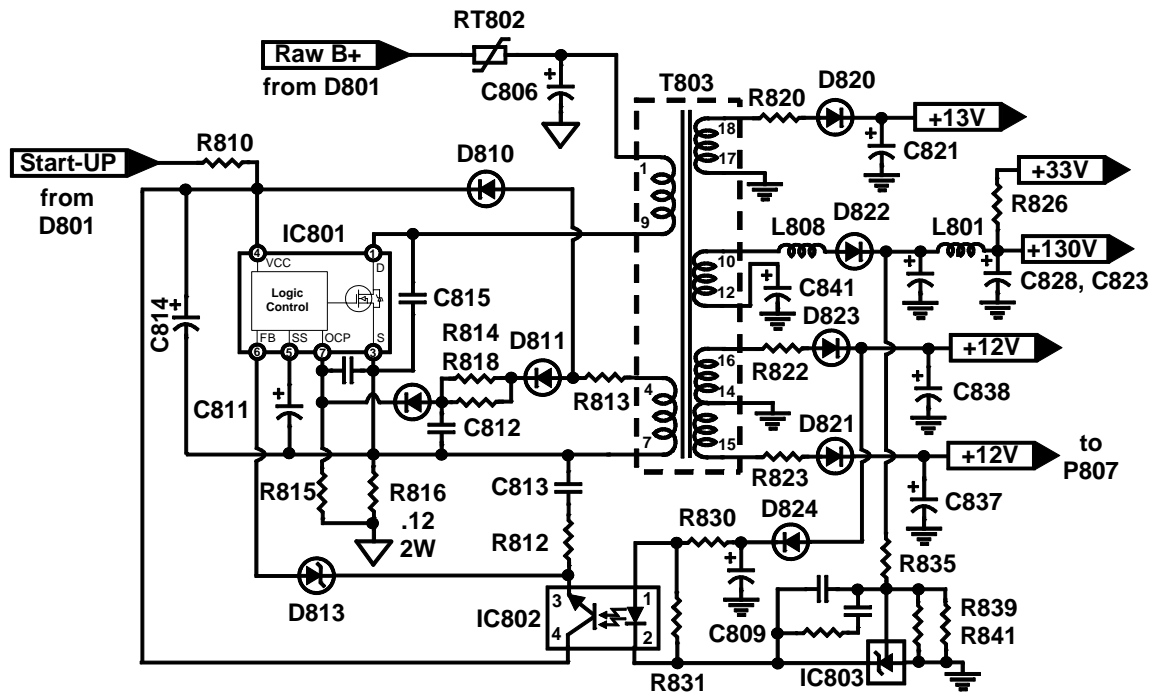 RT802
Raw B+
from D801
C806
T803
D820
R820
+13V
C821
18
17
R810
Start-UP
from
D801
D810
1
9
+33V
R826
L808
D822
L801
+130V
C828, C823
10
12
C841
IC801
4
VCC
1
D
Logic
Control
FB
SS
OCP
S
6
5
7
3
C814
C815
R814
R818
D811
R813
C811
C812
4
7
D823
+12V
16
R822
14
C838
D821
15
R823
+12V
to
P807
C837
R815
R816
.12
2W
C813
R812
D813
R830
D824
R835
C809
IC802
3
4
1
2
R831
IC803
R839
R841